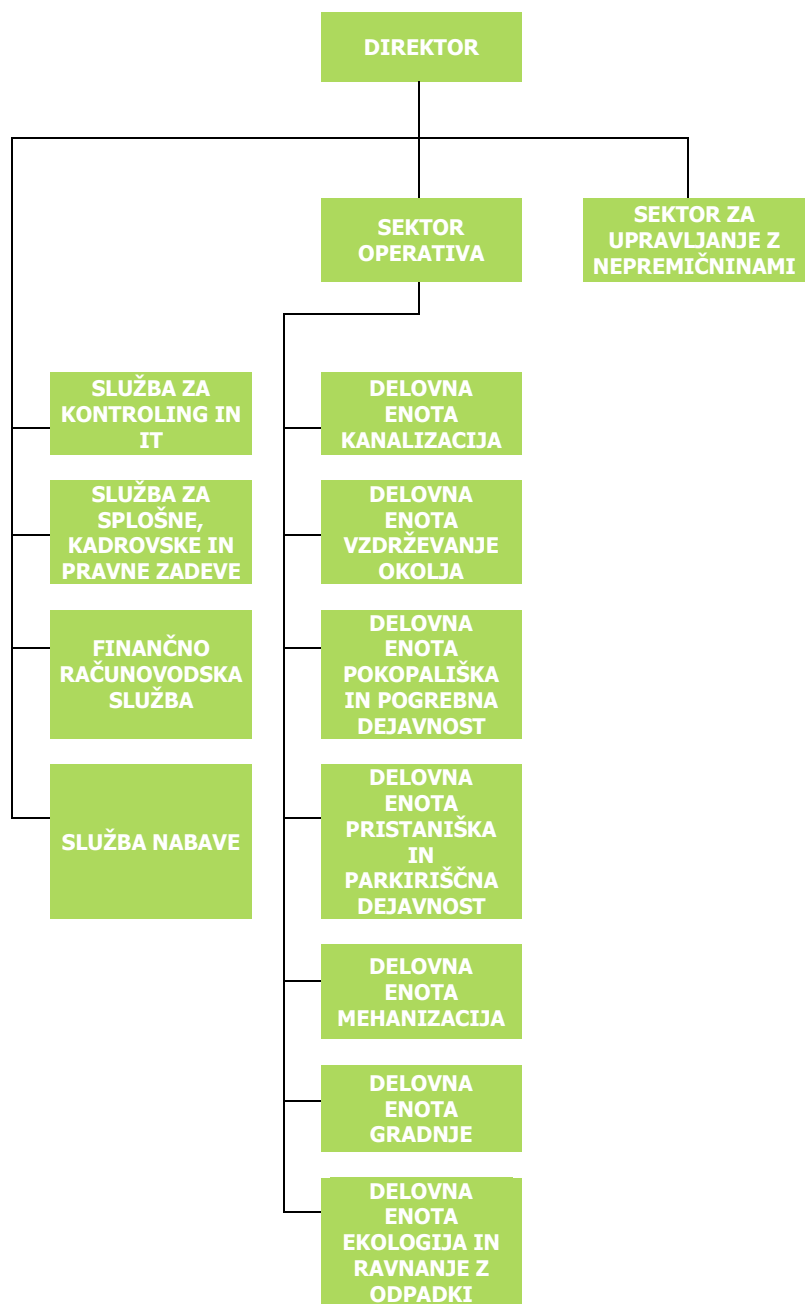 DIREKTOR
SEKTOR
OPERATIVA
SEKTOR ZA
UPRAVLJANJE Z
NEPREMIČNINAMI
SLUŽBA ZA
KONTROLING IN
IT
SLUŽBA ZA
SPLOŠNE,
KADROVSKE IN
PRAVNE ZADEVE
FINANČNO
RAČUNOVODSKA
SLUŽBA
SLUŽBA NABAVE
DELOVNA
ENOTA
KANALIZACIJA
DELOVNA
ENOTA
VZDRŽEVANJE
OKOLJA
DELOVNA
ENOTA
POKOPALIŠKA
IN POGREBNA
DEJAVNOST
DELOVNA
ENOTA
PRISTANIŠKA
IN
PARKIRIŠČNA
DEJAVNOST
DELOVNA
ENOTA
MEHANIZACIJA
DELOVNA
ENOTA
GRADNJE
DELOVNA
ENOTA
EKOLOGIJA IN
RAVNANJE Z
ODPADKI